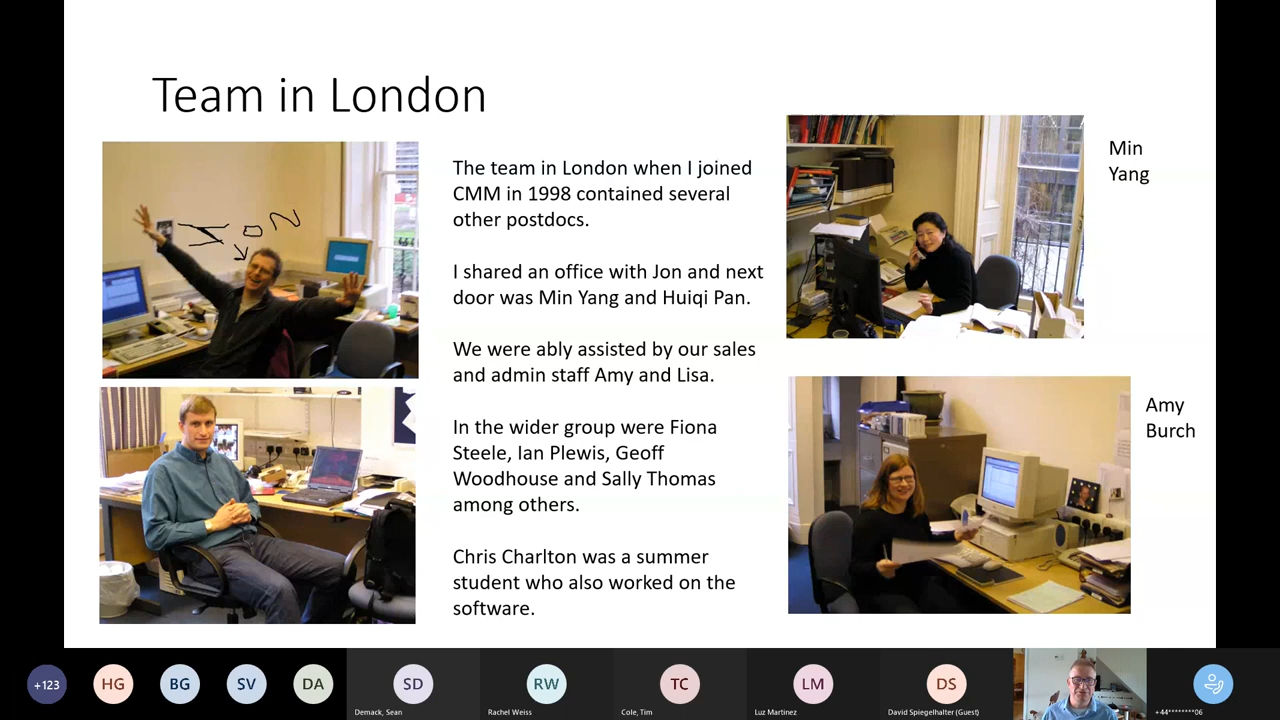 Team in London
JON
The team in London when I joined
CMM in 1998 contained several
other postdocs.
I shared an office with Jon and next
door was Min Yang and Huiqi Pan.
We were ably assisted by our sales
and admin staff Amy and Lisa.
In the wider group were Fiona
Steele, Ian Plewis, Geoff
Woodhouse and Sally Thomas
among others.
Chris Charlton was a summer
student who also worked on the
software.
Min
Yang
Amy
Burch
+123
HG
BG
SV
DA
SD
RW
TC
LM
DS
Demack, Sean
Rachel Weiss
Cole, Tim
Luz Martinez
David Spiegelhalter (Guest)
+44********06